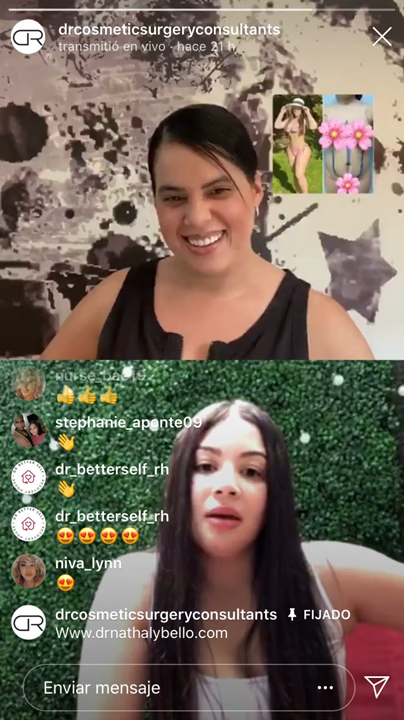 drcosmeticsurgeryconsultants
transmitió en vivo · hace 21 h
stephanie_aponte09
dr_betterself_rh
dr_betterself_rh
niva_lynn
drcosmeticsurgeryconsultants FIJADO
Www.drnathalybello.com
Enviar mensaje